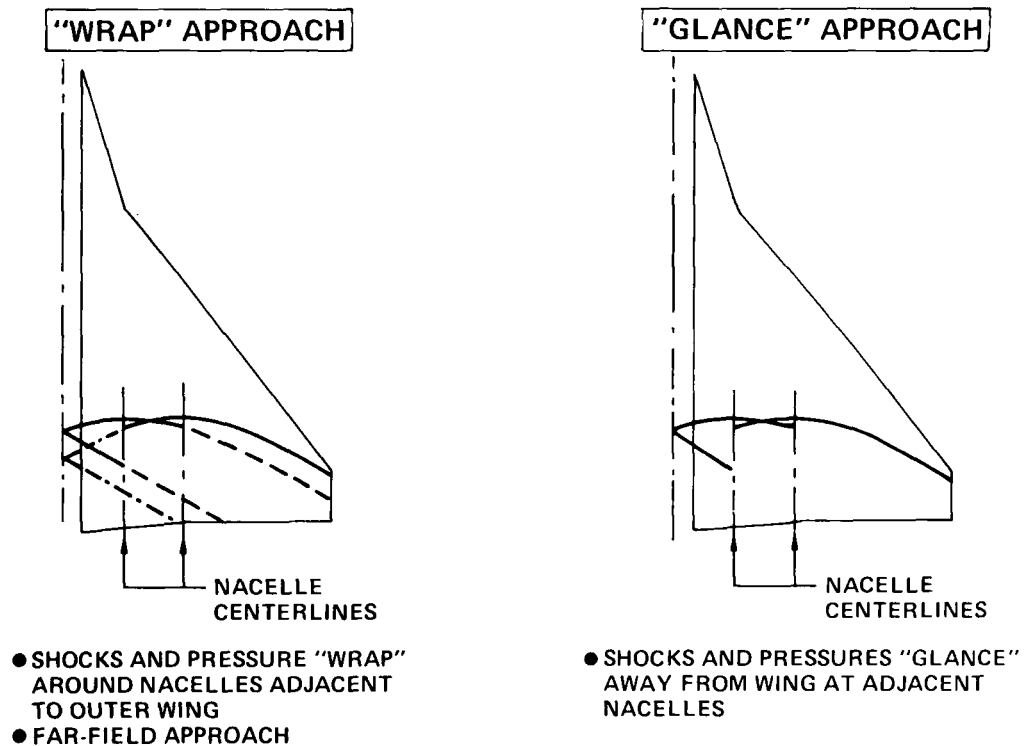 "WRAP" APPROACH
NACELLE
CENTERLINES
● SHOCKS AND PRESSURE "WRAP"
AROUND NACELLES ADJACENT
TO OUTER WING
● FAR-FIELD APPROACH
"GLANCE" APPROACH
NACELLE
CENTERLINES
● SHOCKS AND PRESSURES "GLANCE"
AWAY FROM WING AT ADJACENT
NACELLES